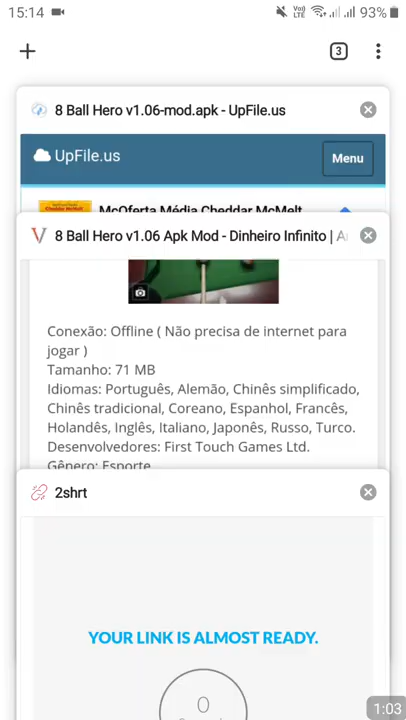 15:14
Vo))
LTE
93%
3
8 Ball Hero v1.06-mod.apk - UpFile.us
UpFile.us
Menu
McOferta Média Cheddar McMelt
8 Ball Hero v1.06 Apk Mod - Dinheiro Infinito | A
Conexão: Offline ( Não precisa de internet para
jogar )
Tamanho: 71 MB
Idiomas: Português, Alemão, Chinês simplificado,
Chinês tradicional, Coreano, Espanhol, Francês,
Holandês, Inglês, Italiano, Japonês, Russo, Turco.
Desenvolvedores: First Touch Games Ltd.
Gênero: Esporte
2shrt
YOUR LINK IS ALMOST READY.
0
1:03